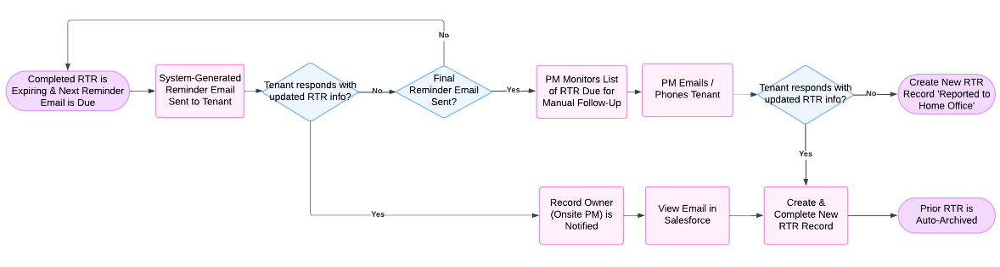 No
Completed RTR is
Expiring & Next Reminder
Email is Due
System-Generated
Reminder Email
Sent to Tenant
Tenant responds with
updated RTR info?
No
Final
Reminder Email
Sent?
Yes
PM Monitors List
of RTR Due for
Manual Follow-Up
PM Emails /
Phones Tenant
Tenant responds with
updated RTR info?
No
Create New RTR
Record 'Reported to
Home Office'
Yes
Yes
Record Owner
(Onsite PM) is
Notified
View Email in
Salesforce
Create &
Complete New
RTR Record
Prior RTR is
Auto-Archived